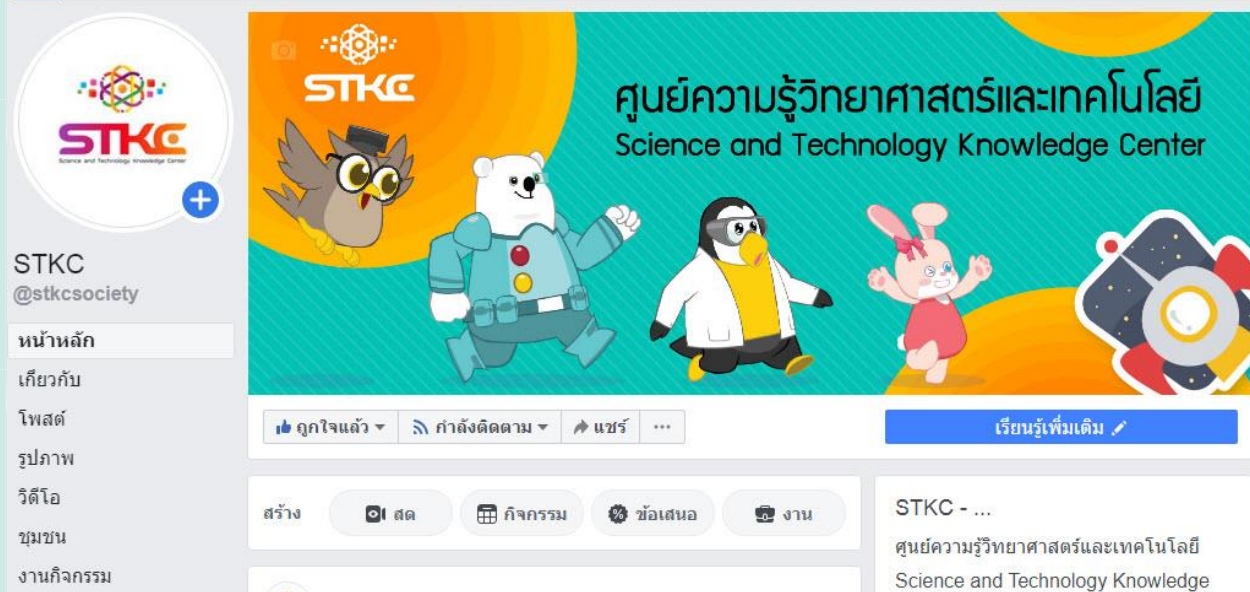 STKC
Science and Technology Knowledge Center
STKC
@stkcsociety
หน้าหลัก
เกี่ยวกับ
โพสต์
รูปภาพ
วิดีโอ
ชุมชน
งานกิจกรรม
STKC
ศูนย์ความรู้วิทยาศาสตร์และเทคโนโลยี
Science and Technology Knowledge Center
ถูกใจแล้ว กำลังติดตาม แชร์ ...
เรียนรู้เพิ่มเติม
สร้าง สด กิจกรรม ข้อเสนอ งาน
STKC - ...
ศูนย์ความรู้วิทยาศาสตร์และเทคโนโลยี
Science and Technology Knowledge